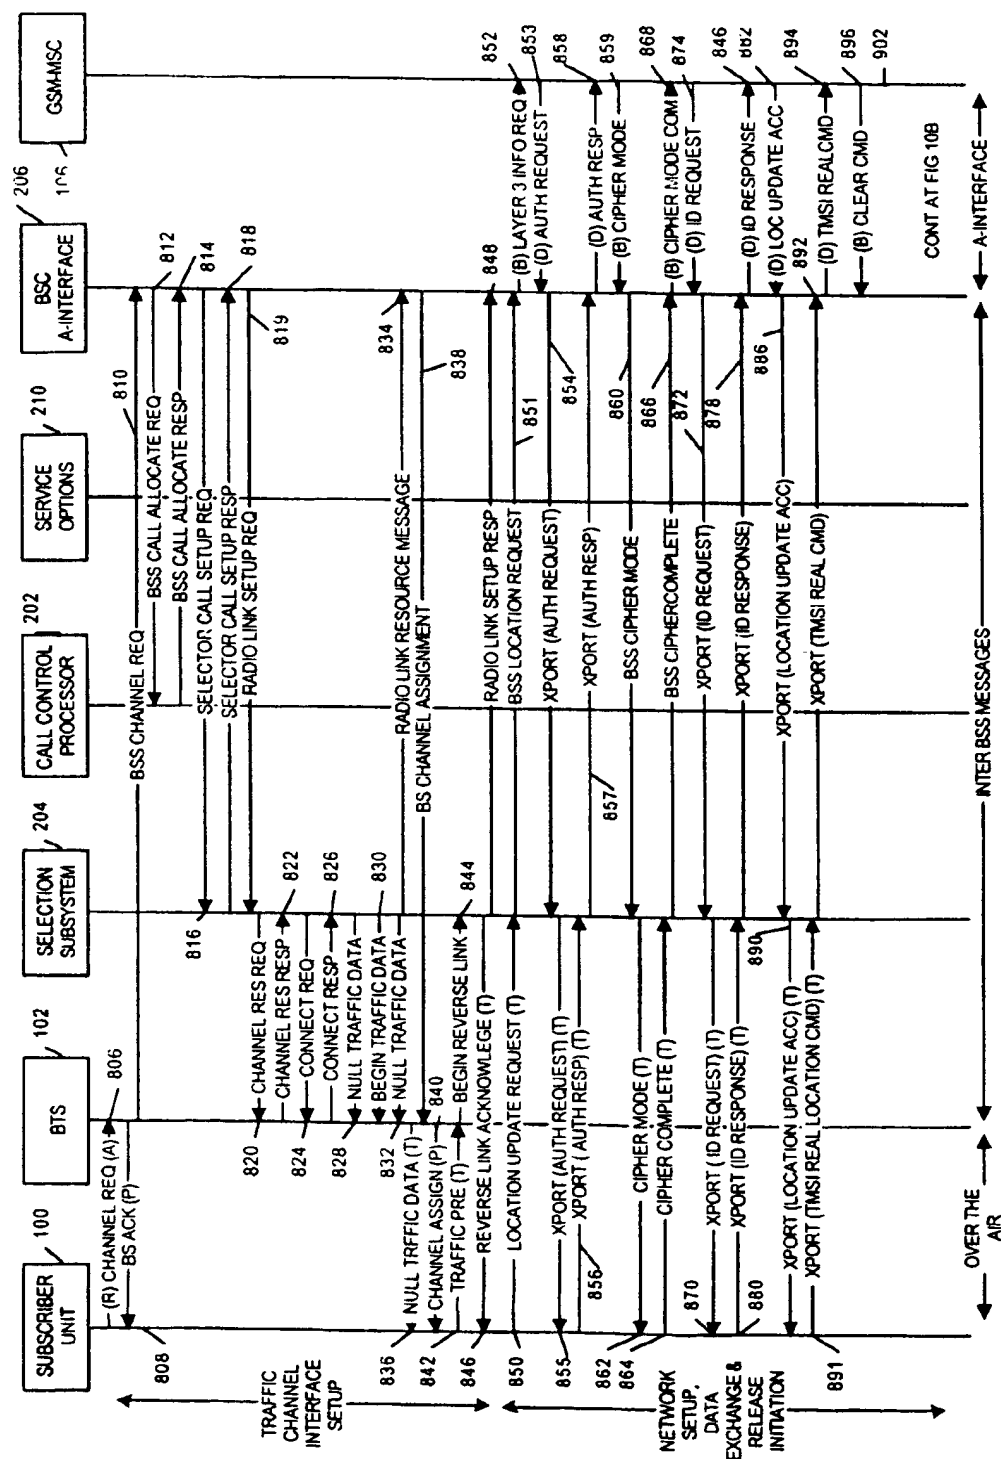 SUBSCRIBER
UNIT
100
BTS
102
SELECTION
SUBSYSTEM
204
CALL CONTROL
PROCESSOR
202
SERVICE
OPTIONS
210
BSC
A-INTERFACE
206
GSM-MSC
TRAFFIC
CHANNEL
INTERFACE
SETUP
(R) CHANNEL REQ (A)
806
BS ACK (P)
808
BSS CHANNEL REQ
810
BSS CALL ALLOCATE REQ
812
BSS CALL ALLOCATE RESP
814
SELECTOR CALL SETUP REQ
816
SELECTOR CALL SETUP RESP
818
RADIO LINK SETUP REQ
819
CHANNEL RES REQ
820
CHANNEL RES RESP
822
CONNECT REQ
824
CONNECT RESP
826
NULL TRAFFIC DATA
828
BEGIN TRAFFIC DATA
830
NULL TRAFFIC DATA
832
RADIO LINK RESOURCE MESSAGE
834
NULL TRFFIC DATA (T)
836
BS CHANNEL ASSIGNMENT
838
CHANNEL ASSIGN (P)
840
TRAFFIC PRE (T)
842
BEGIN REVERSE LINK
844
REVERSE LINK ACKNOWLEGE (T)
846
RADIO LINK SETUP RESP
848
NETWORK
SETUP,
DATA
EXCHANGE &
RELEASE
INITIATION
LOCATION UPDATE REQUEST (T)
850
BSS LOCATION REQUEST
851
(B) LAYER 3 INFO REQ
852
(D) AUTH REQUEST
853
XPORT (AUTH REQUEST)
854
XPORT (AUTH REQUEST) (T)
855
XPORT ( AUTH RESP) (T)
856
XPORT (AUTH RESP)
857
(D) AUTH RESP
858
(B) CIPHER MODE
859
BSS CIPHER MODE
860
CIPHER MODE (T)
862
CIPHER COMPLETE (T)
864
BSS CIPHERCOMPLETE
866
(B) CIPHER MODE COM
868
(D) ID REQUEST
874
XPORT (ID REQUEST)
872
XPORT ( ID REQUEST) (T)
870
XPORT (ID RESPONSE) (T)
880
XPORT (ID RESPONSE)
878
(D) ID RESPONSE
846
(D) LOC UPDATE ACC
882
XPORT (LOCATION UPDATE ACC)
886
XPORT (LOCATION UPDATE ACC) (T)
890
XPORT (TMSI REAL LOCATION CMD) (T)
891
XPORT (TMSI REAL CMD)
892
(D) TMSI REALCMD
894
(B) CLEAR CMD
896
902
CONT AT FIG 10B
OVER THE
AIR
INTER BSS MESSAGES
A-INTERFACE